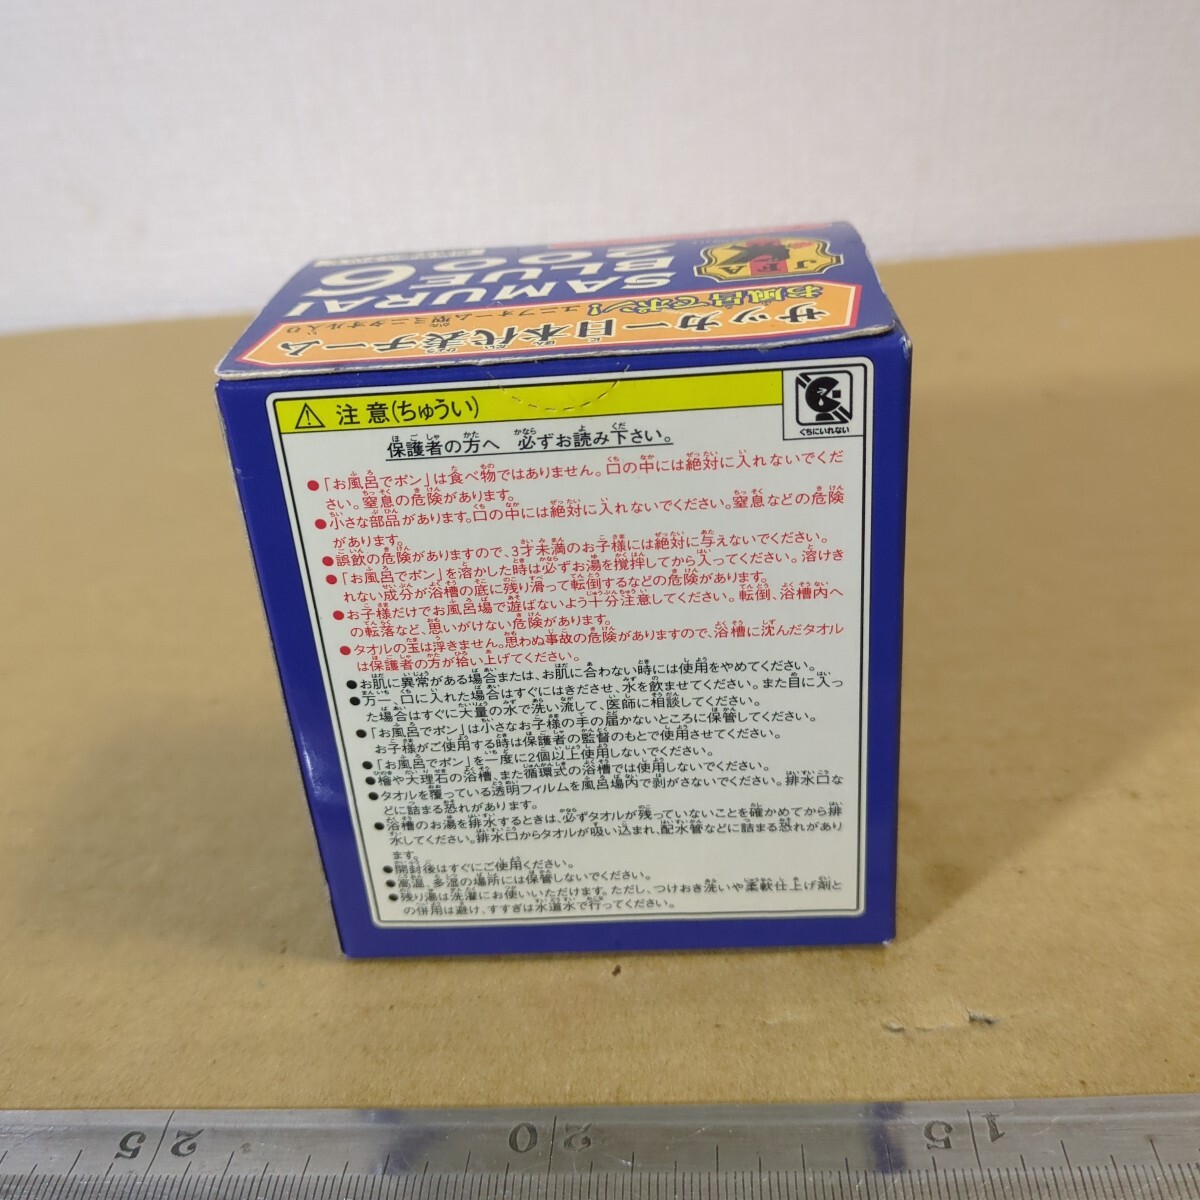 JFA
SAMURAI
BLUE
2006
お風呂でポン!
ユニフォーム型ミニタオル入り
サッカー日本代表チーム
注意(ちゅうい)
くちにいれない
保護者の方へ 必ずお読み下さい。
●「お風呂でポン」は食べ物ではありません。口の中には絶対に入れないでくだ
さい。窒息の危険があります。
●小さな部品があります。口の中には絶対に入れないでください。窒息などの危険
があります。
●誤飲の危険がありますので、3才未満のお子様には絶対に与えないでください。
●「お風呂でポン」を溶かした時は必ずお湯を撹拌してから入ってください。溶けき
れない成分が浴槽の底に残り滑って転倒するなどの危険があります。
●お子様だけでお風呂場で遊ばないよう十分注意してください。転倒、浴槽内へ
の転落など、思いがけない危険があります。
●タオルの玉は浮きません。思わぬ事故の危険がありますので、浴槽に沈んだタオル
は保護者の方が拾い上げてください。
●お肌に異常がある場合または、お肌に合わない時には使用をやめてください。
●万一、口に入れた場合はすぐにはきださせ、水を飲ませてください。また目に入っ
た場合はすぐに大量の水で洗い流して、医師に相談してください。
●「お風呂でポン」は小さなお子様の手の届かないところに保管してください。
お子様がご使用する時は保護者の監督のもとで使用させてください。
●「お風呂でポン」を一度に2個以上使用しないでください。
●檜や大理石の浴槽、また循環式の浴槽では使用しないでください。
●タオルを覆っている透明フィルムを風呂場内で剥がさないでください。排水口な
どに詰まる恐れがあります。
●浴槽のお湯を排水するときは、必ずタオルが残っていないことを確かめてから排
水してください。排水口からタオルが吸い込まれ、配水管などに詰まる恐れがあり
ます。
●開封後はすぐにご使用ください。
●高温、多湿の場所には保管しないでください。
●残り湯は洗濯にお使いいただけます。ただし、つけおき洗いや柔軟仕上げ剤と
の併用は避け、すすぎは水道水で行ってください。
5 25 0 20 5 15